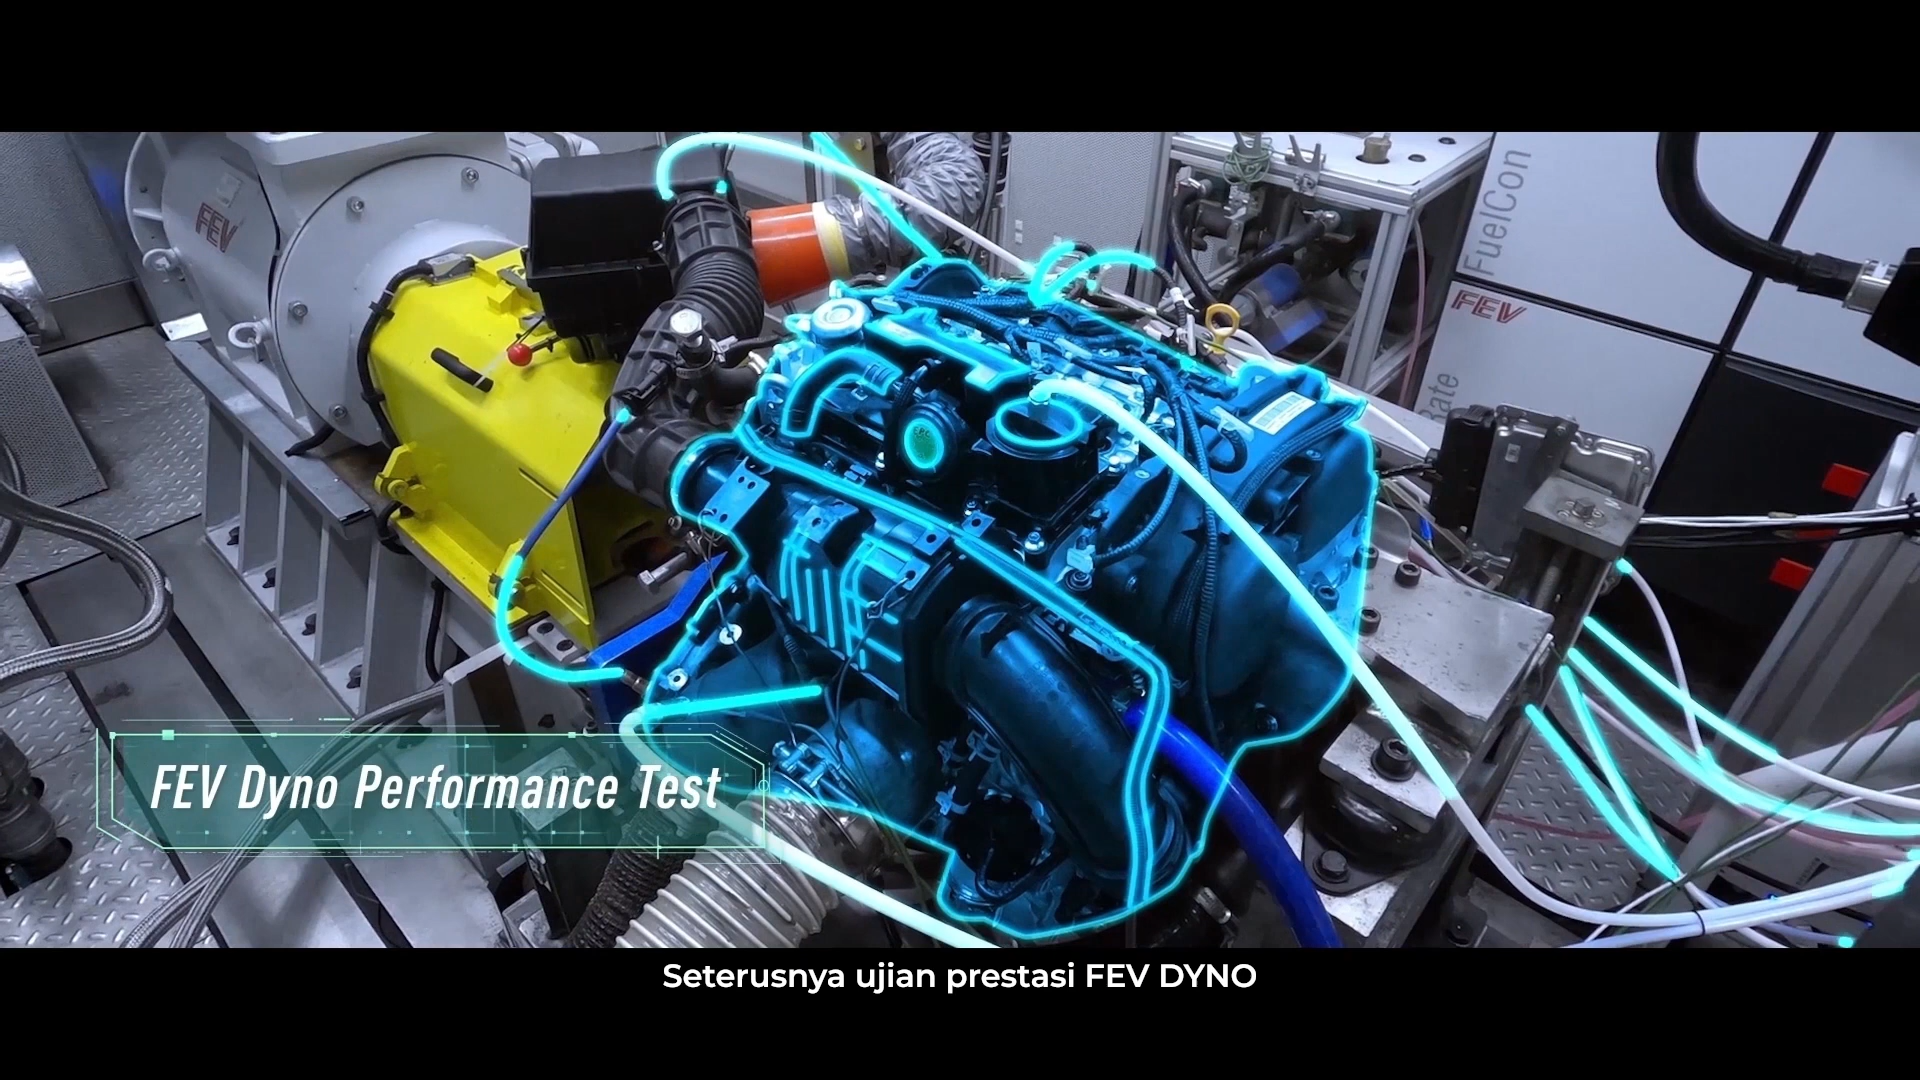 FEV
FuelCon
FEV
Rate
FEV Dyno Performance Test
Seterusnya ujian prestasi FEV DYNO